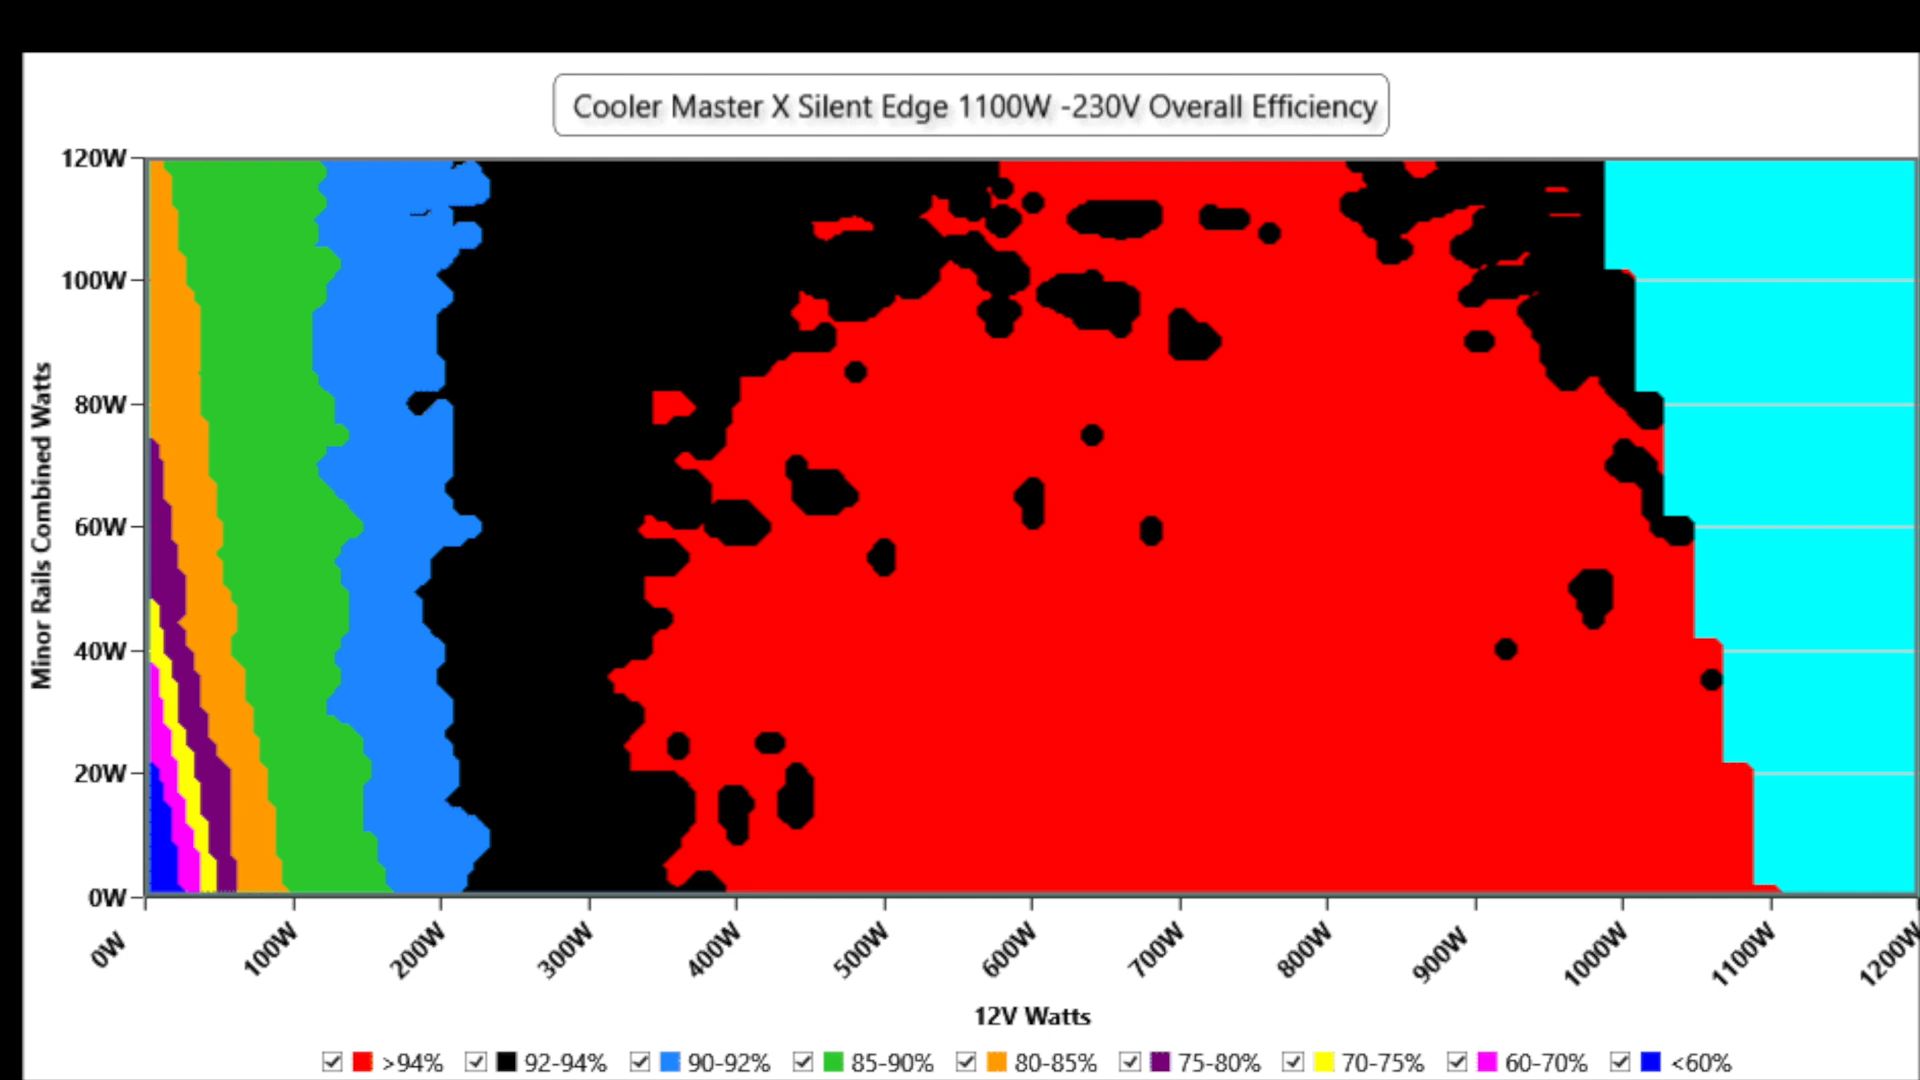 Cooler Master X Silent Edge 1100W -230V Overall Efficiency
120W
100W
80W
60W
40W
20W
0W
Minor Rails Combined Watts
0W 100W 200W 300W 400W 500W 600W 700W 800W 900W 1000W 1100W 1200W
12V Watts
>94% 92-94% 90-92% 85-90% 80-85% 75-80% 70-75% 60-70% <60%